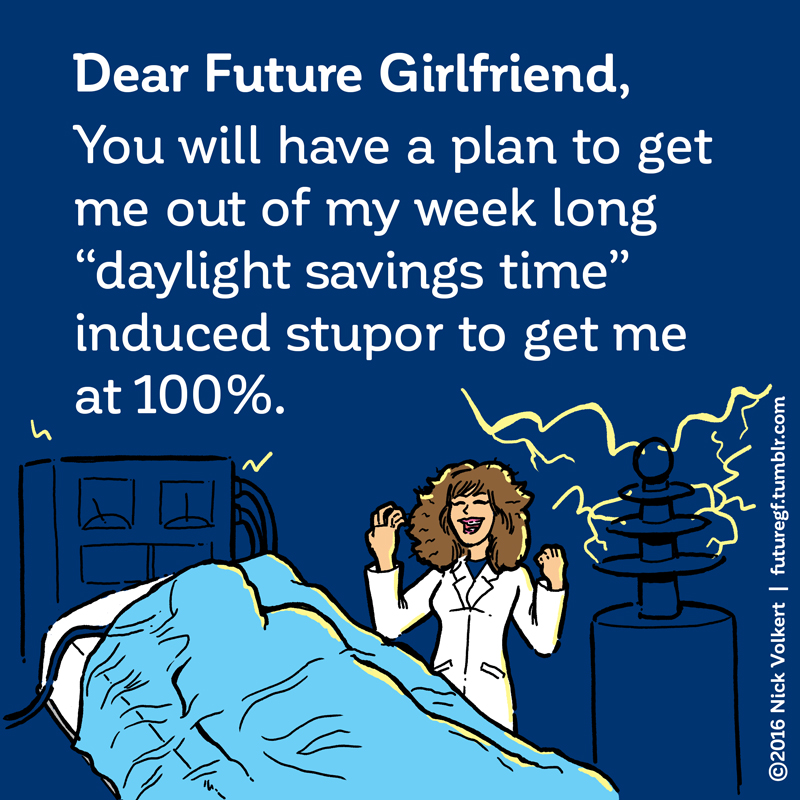 Dear Future Girlfriend,
You will have a plan to get
me out of my week long
“daylight savings time”
induced stupor to get me
at 100%.
©2016 Nick Volkert | futuregf.tumblr.com